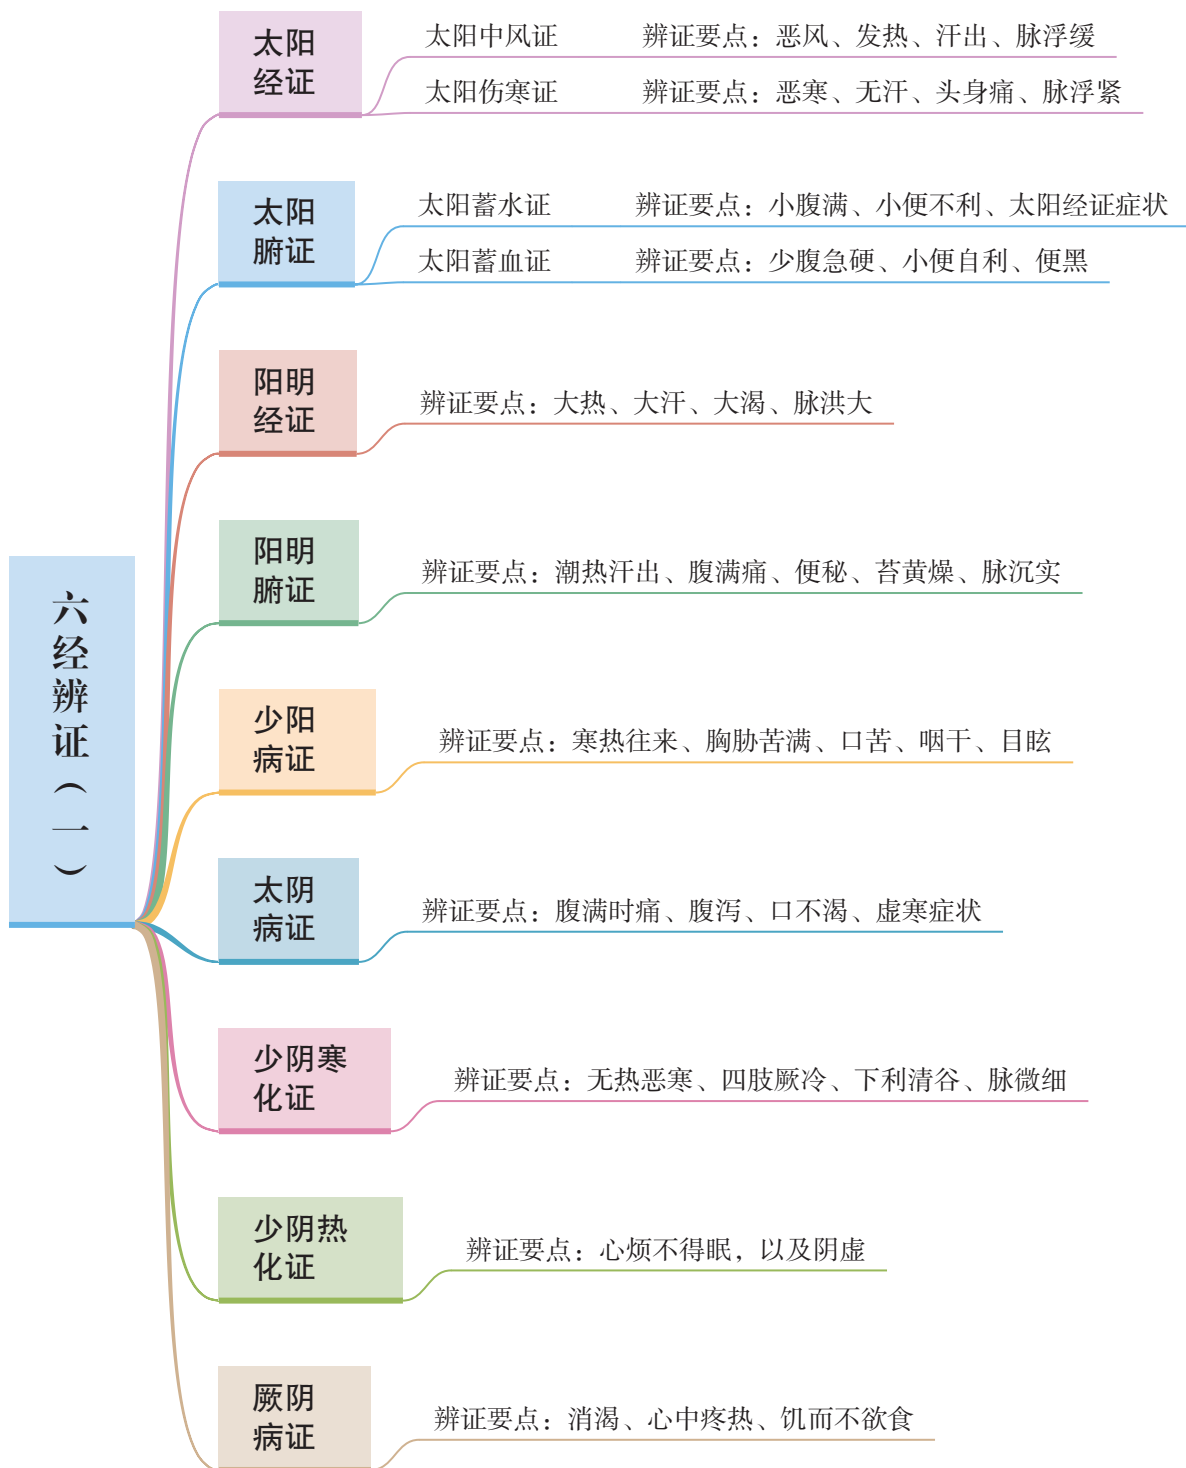 六经辨证（一）
太阳
经证
太阳中风证 辨证要点：恶风、发热、汗出、脉浮缓
太阳伤寒证 辨证要点：恶寒、无汗、头身痛、脉浮紧
太阳
腑证
太阳蓄水证 辨证要点：小腹满、小便不利、太阳经证症状
太阳蓄血证 辨证要点：少腹急硬、小便自利、便黑
阳明
经证
辨证要点：大热、大汗、大渴、脉洪大
阳明
腑证
辨证要点：潮热汗出、腹满痛、便秘、苔黄燥、脉沉实
少阳
病证
辨证要点：寒热往来、胸胁苦满、口苦、咽干、目眩
太阴
病证
辨证要点：腹满时痛、腹泻、口不渴、虚寒症状
少阴寒
化证
辨证要点：无热恶寒、四肢厥冷、下利清谷、脉微细
少阴热
化证
辨证要点：心烦不得眠，以及阴虚
厥阴
病证
辨证要点：消渴、心中疼热、饥而不欲食